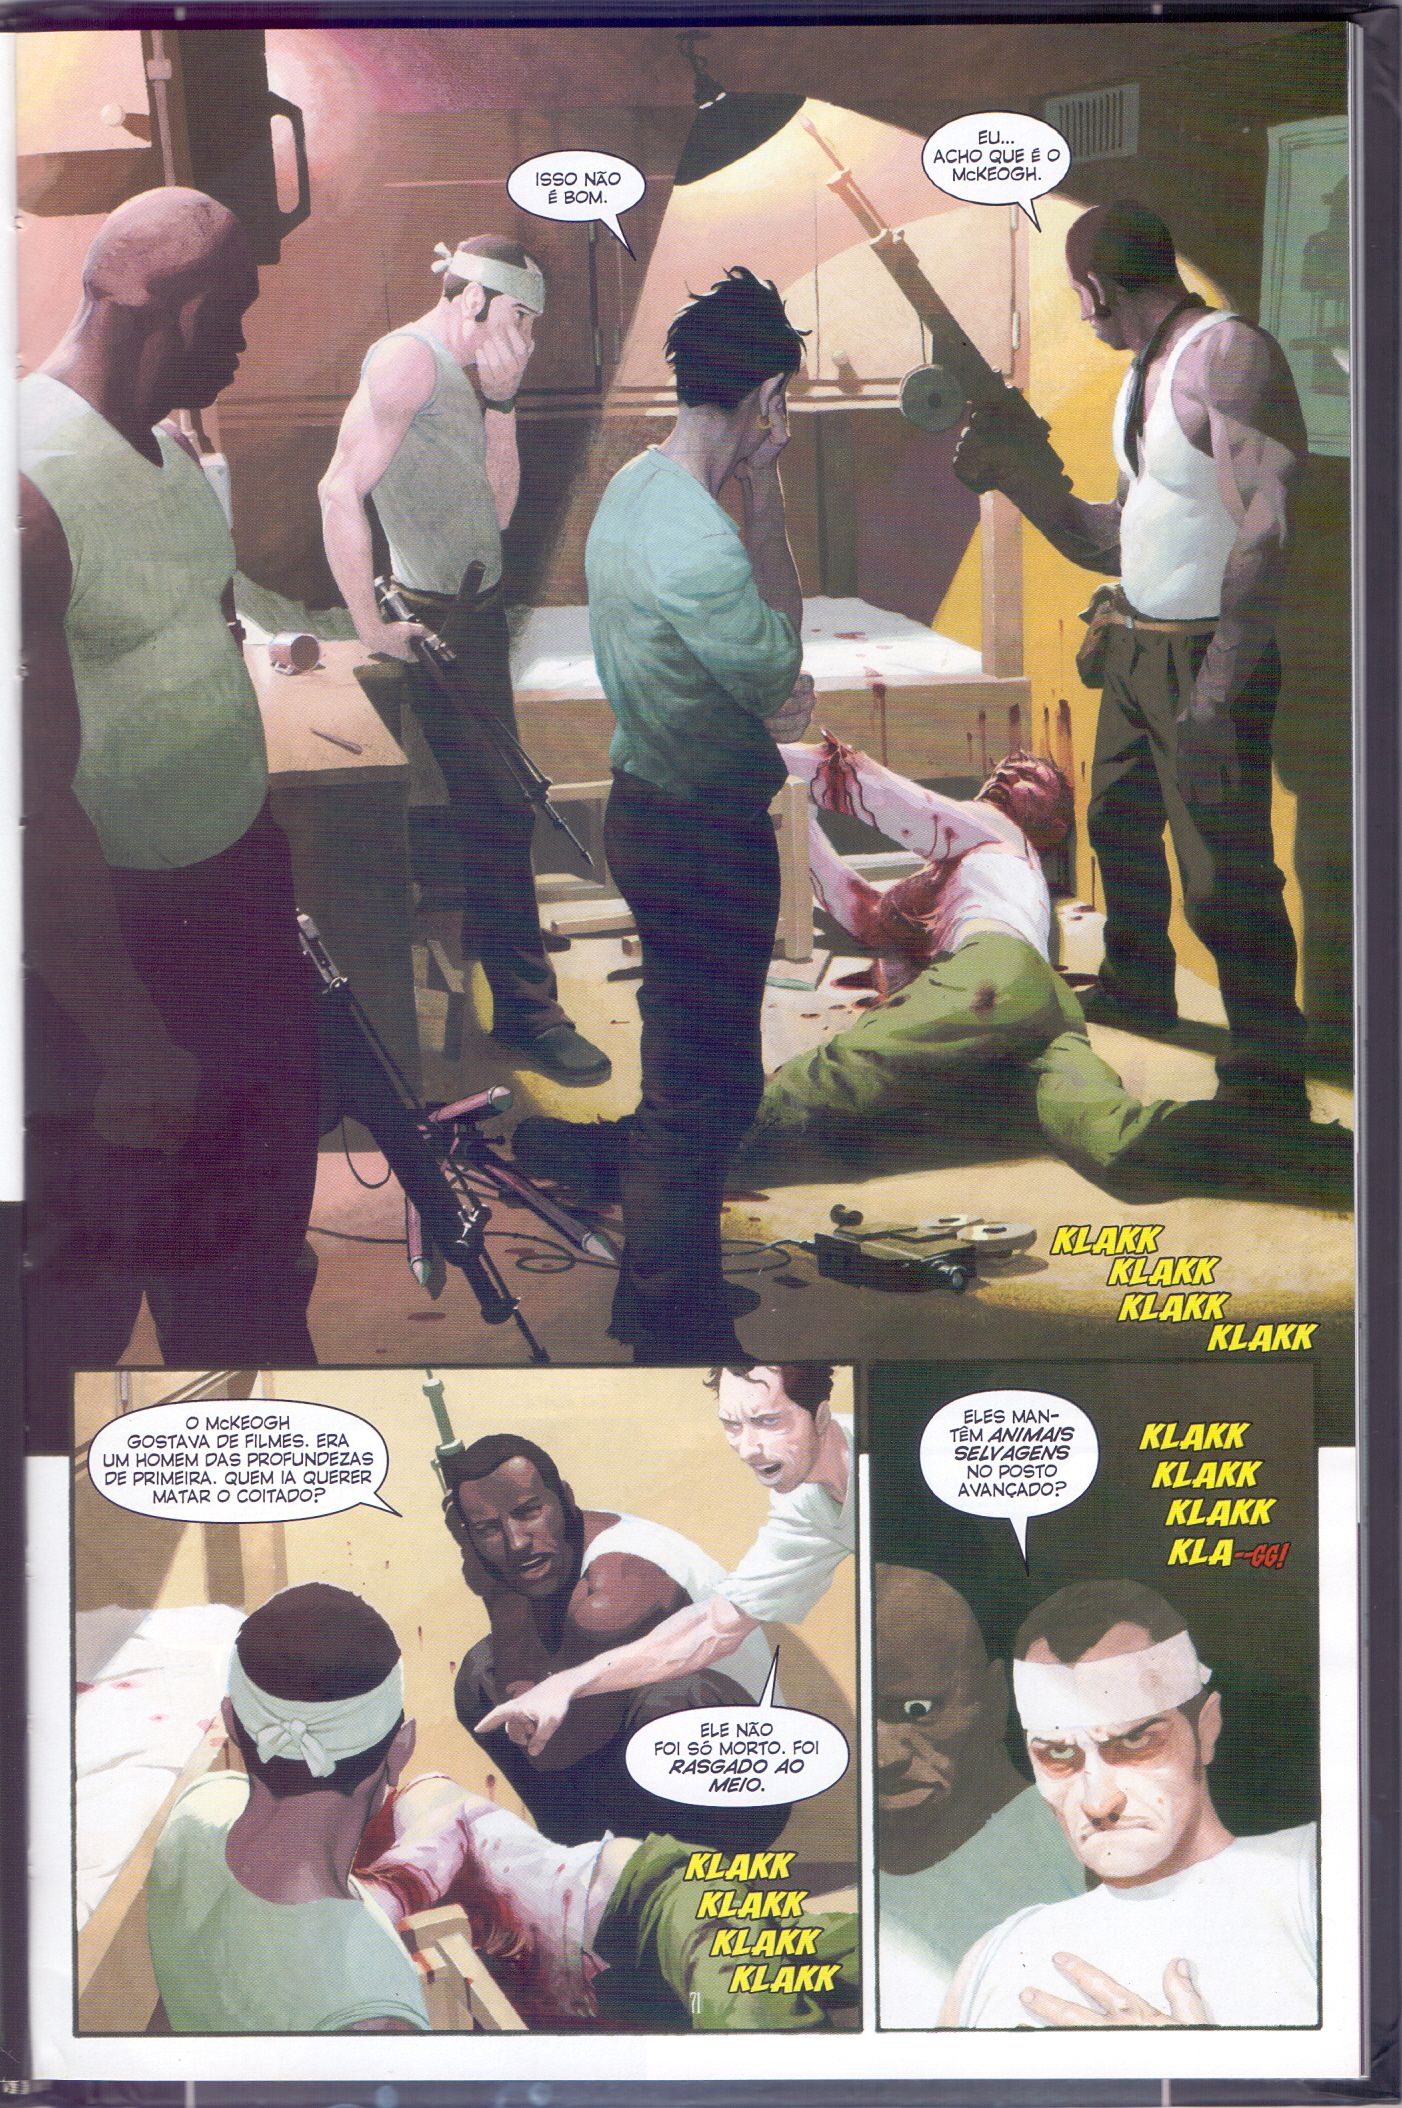 ISSO NÃO
É BOM.
EU...
ACHO QUE É O
McKEOGH.
KLAKK
KLAKK
KLAKK
KLAKK
O McKEOGH
GOSTAVA DE FILMES. ERA
UM HOMEM DAS PROFUNDEZAS
DE PRIMEIRA. QUEM IA QUERER
MATAR O COITADO?
ELE NÃO
FOI SÓ MORTO. FOI
RASGADO AO
MEIO.
KLAKK
KLAKK
KLAKK
KLAKK
ELES MAN-
TÊM ANIMAIS
SELVAGENS
NO POSTO
AVANÇADO?
KLAKK
KLAKK
KLAKK
KLA--GG!
71